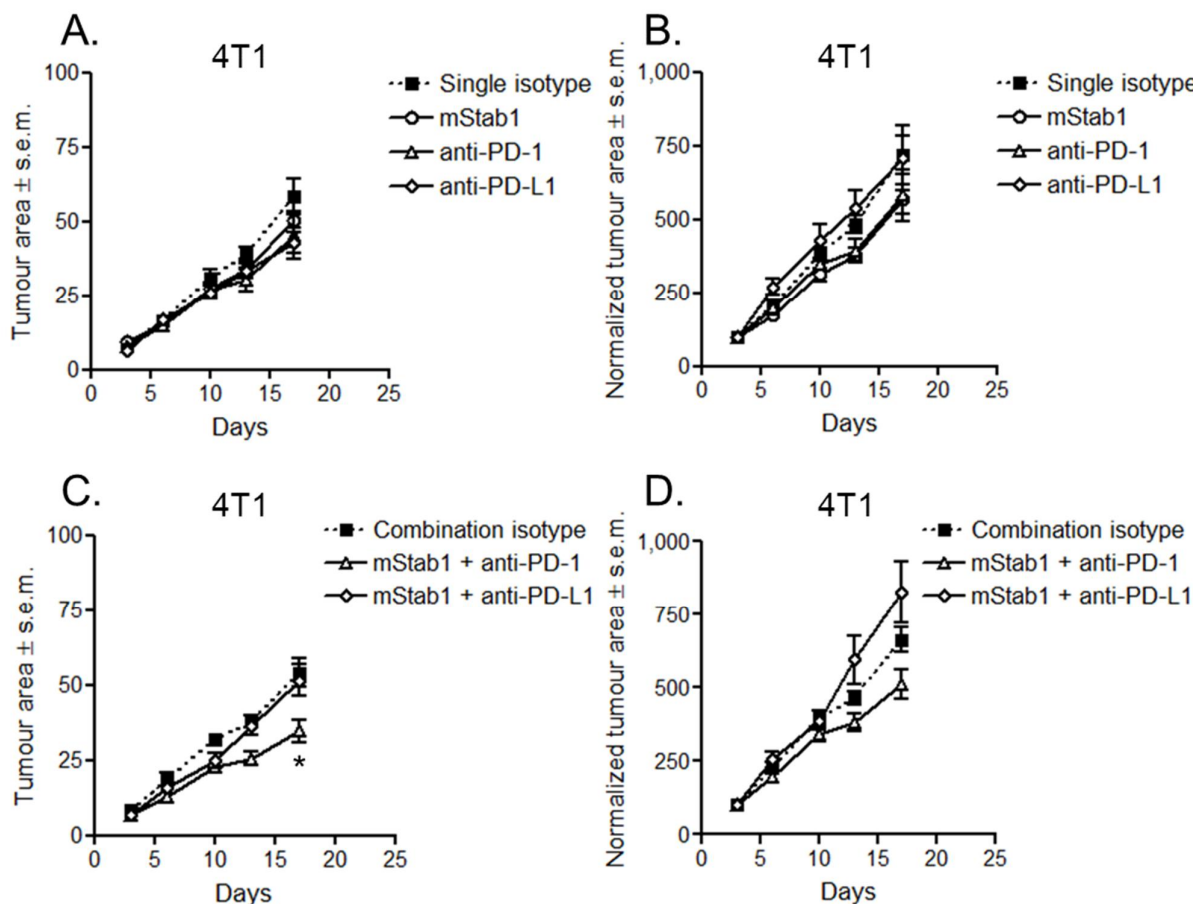 A.
4T1
Tumour area ± s.e.m.
100
75
50
25
0
0 5 10 15 20 25
Days
Single isotype
mStab1
anti-PD-1
anti-PD-L1
B.
4T1
Normalized tumour area ± s.e.m.
1,000
750
500
250
0
0 5 10 15 20 25
Days
Single isotype
mStab1
anti-PD-1
anti-PD-L1
C.
4T1
Tumour area ± s.e.m.
100
75
50
25
0
0 5 10 15 20 25
Days
Combination isotype
mStab1 + anti-PD-1
mStab1 + anti-PD-L1
*
D.
4T1
Normalized tumour area ± s.e.m.
1,000
750
500
250
0
0 5 10 15 20 25
Days
Combination isotype
mStab1 + anti-PD-1
mStab1 + anti-PD-L1